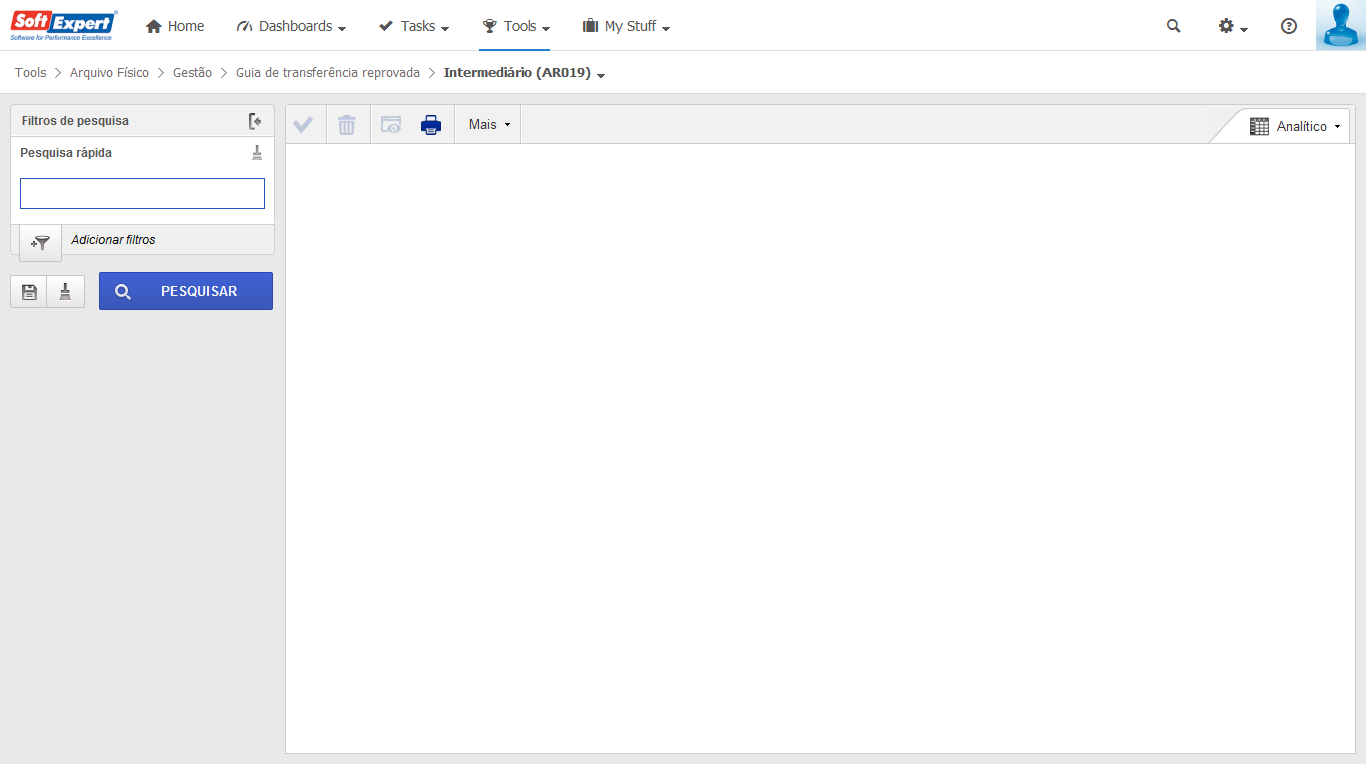 SoftExpert®
Software for Performance Excellence
Home
Dashboards
Tasks
Tools
My Stuff
Tools > Arquivo Físico > Gestão > Guia de transferência reprovada > Intermediário (AR019)
Filtros de pesquisa
Pesquisa rápida
Adicionar filtros
PESQUISAR
Mais
Analítico